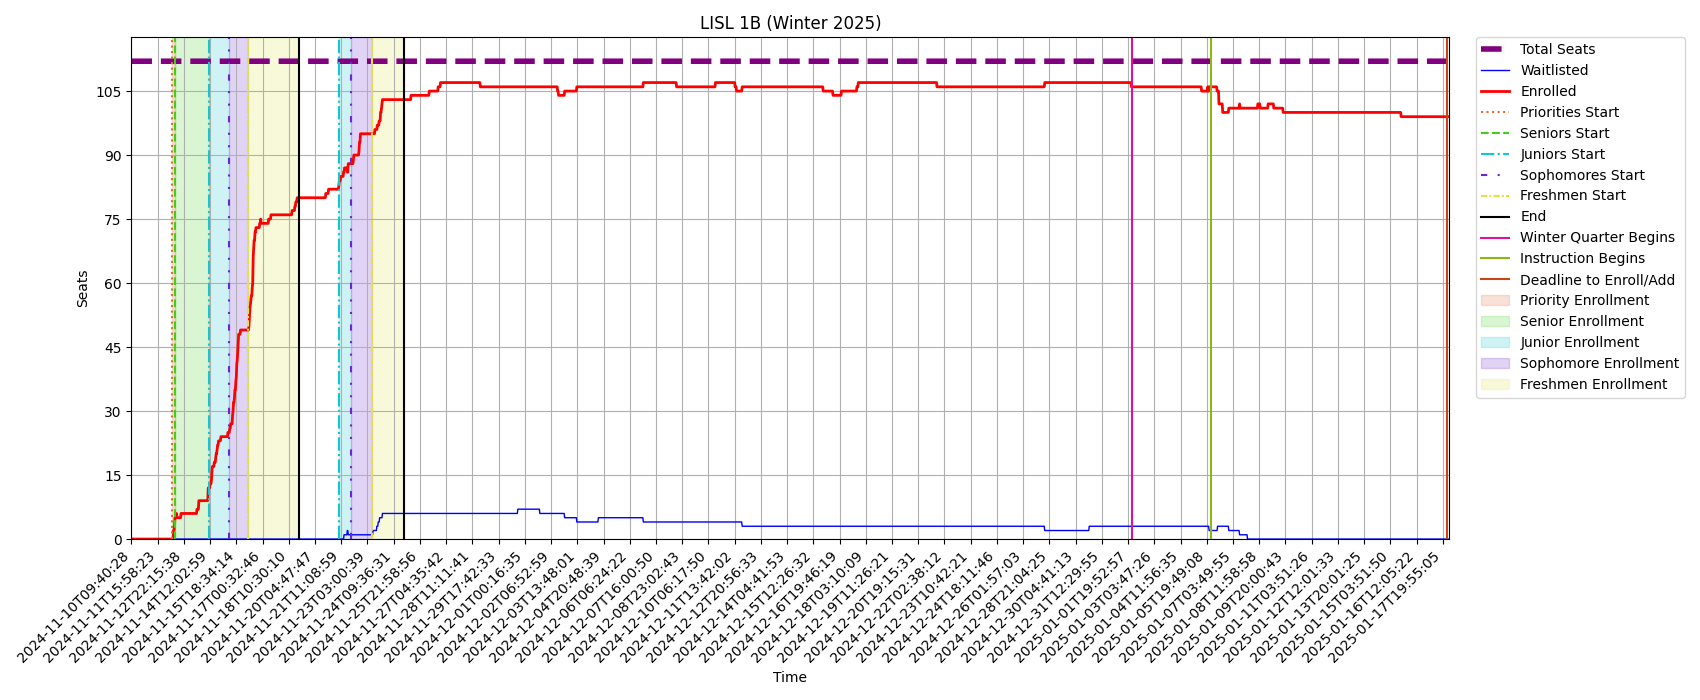 LISL 1B (Winter 2025)
Seats
105
90
75
60
45
30
15
0
2024-11-10T09:40:28
2024-11-11T15:58:23
2024-11-12T22:15:38
2024-11-14T12:02:59
2024-11-15T18:34:14
2024-11-17T00:32:46
2024-11-18T10:30:10
2024-11-20T04:47:47
2024-11-21T11:08:59
2024-11-23T03:00:39
2024-11-24T09:36:31
2024-11-25T21:58:56
2024-11-27T04:35:42
2024-11-28T11:11:41
2024-11-29T17:42:33
2024-12-01T00:16:35
2024-12-02T06:52:59
2024-12-03T13:48:01
2024-12-04T20:48:39
2024-12-06T06:24:22
2024-12-07T16:00:50
2024-12-08T23:02:45
2024-12-10T06:17:50
2024-12-11T13:42:02
2024-12-12T20:56:33
2024-12-14T04:41:53
2024-12-15T12:26:32
2024-12-16T19:46:19
2024-12-18T03:10:09
2024-12-19T11:26:21
2024-12-20T19:15:31
2024-12-22T02:38:12
2024-12-23T10:42:21
2024-12-24T18:11:46
2024-12-26T01:57:03
2024-12-28T21:04:25
2024-12-30T04:41:13
2024-12-31T12:29:55
2025-01-01T19:52:57
2025-01-03T03:47:26
2025-01-04T11:56:35
2025-01-05T19:49:08
2025-01-07T03:49:55
2025-01-08T11:58:58
2025-01-09T20:00:43
2025-01-11T03:51:26
2025-01-12T12:01:33
2025-01-13T20:01:25
2025-01-15T03:51:50
2025-01-16T12:05:22
2025-01-17T19:55:05
Time
Total Seats
Waitlisted
Enrolled
Priorities Start
Seniors Start
Juniors Start
Sophomores Start
Freshmen Start
End
Winter Quarter Begins
Instruction Begins
Deadline to Enroll/Add
Priority Enrollment
Senior Enrollment
Junior Enrollment
Sophomore Enrollment
Freshmen Enrollment